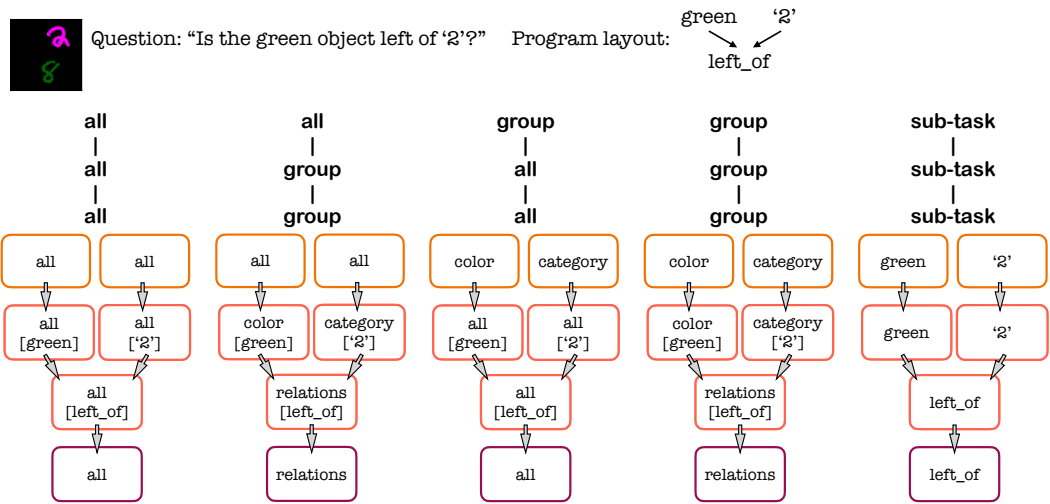 2
8
Question: “Is the green object left of ‘2’?” Program layout:
green ‘2’
left_of
all all group group sub-task
| | | | |
all group all group sub-task
| | | | |
all group all group sub-task
all all all all color category color category green ‘2’
all [green] all [‘2’] color [green] category [‘2’] all [green] all [‘2’] color [green] category [‘2’] green ‘2’
all [left_of] relations [left_of] all [left_of] relations [left_of] left_of
all relations all relations left_of